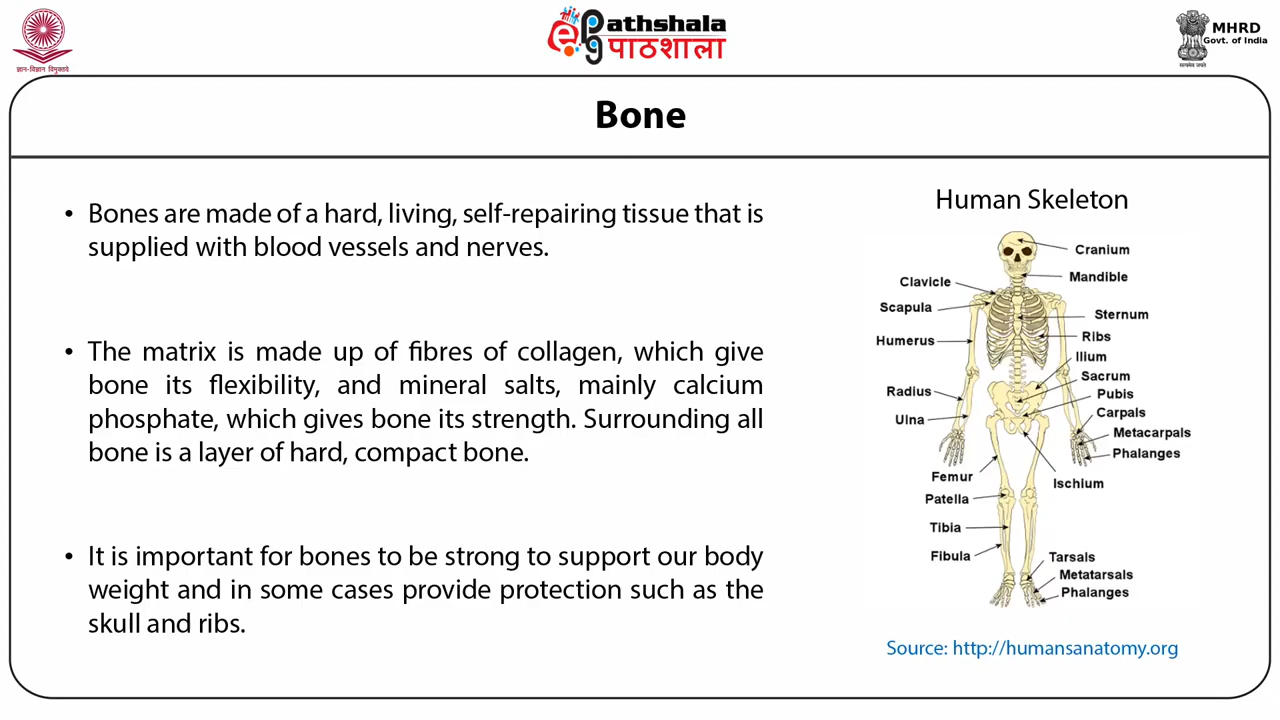 ज्ञान-विज्ञान विमुक्तये
epg Pathshala
पाठशाला
सत्यमेव जयते
MHRD
Govt. of India
Bone
• Bones are made of a hard, living, self-repairing tissue that is
supplied with blood vessels and nerves.
• The matrix is made up of fibres of collagen, which give
bone its flexibility, and mineral salts, mainly calcium
phosphate, which gives bone its strength. Surrounding all
bone is a layer of hard, compact bone.
• It is important for bones to be strong to support our body
weight and in some cases provide protection such as the
skull and ribs.
Human Skeleton
Cranium
Mandible
Clavicle
Scapula
Sternum
Humerus
Ribs
Ilium
Sacrum
Radius
Pubis
Carpals
Ulna
Metacarpals
Phalanges
Femur
Ischium
Patella
Tibia
Fibula
Tarsals
Metatarsals
Phalanges
Source: http://humansanatomy.org